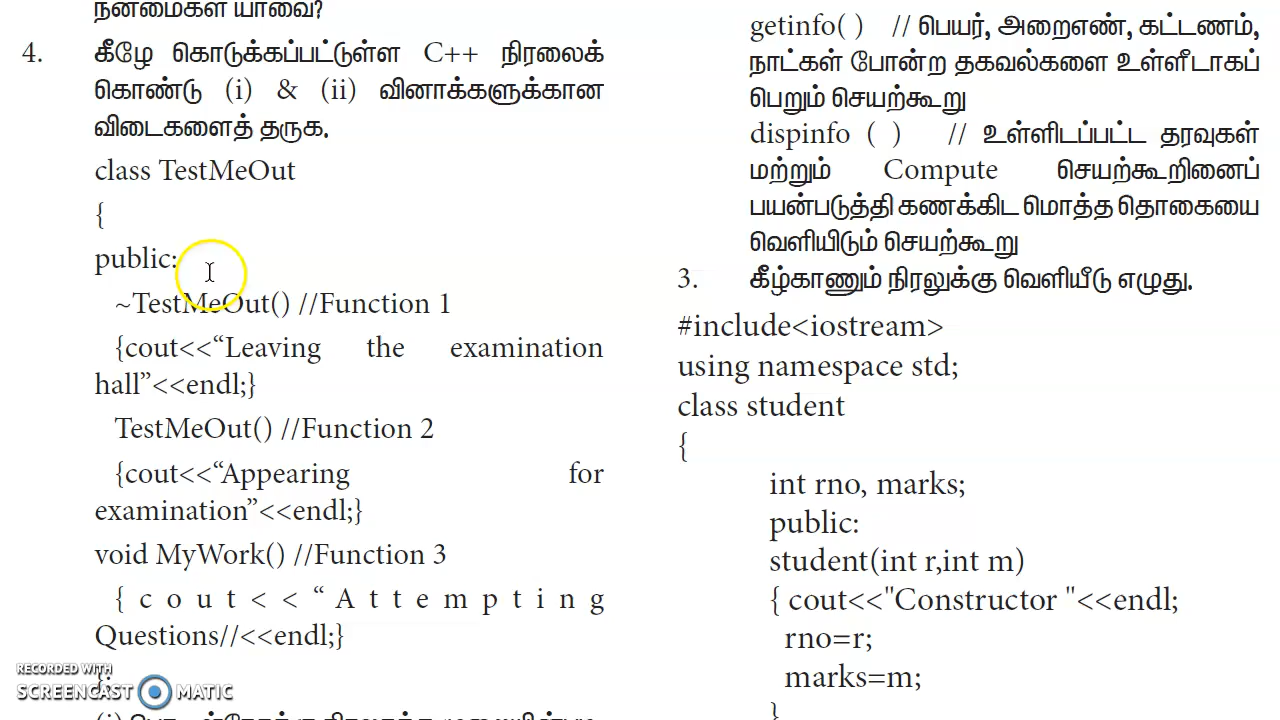 நன்மைகள் யாவை?
4. கீழே கொடுக்கப்பட்டுள்ள C++ நிரலைக்
கொண்டு (i) & (ii) வினாக்களுக்கான
விடைகளைத் தருக.
class TestMeOut
{
public:
~TestMeOut() //Function 1
{cout<<“Leaving the examination
hall”<<endl;}
TestMeOut() //Function 2
{cout<<“Appearing for
examination”<<endl;}
void MyWork() //Function 3
{cout<<“Attempting
Questions//<<endl;}
};
getinfo( ) // பெயர், அறைஎண், கட்டணம்,
நாட்கள் போன்ற தகவல்களை உள்ளீடாகப்
பெறும் செயற்கூறு
dispinfo ( ) // உள்ளிடப்பட்ட தரவுகள்
மற்றும் Compute செயற்கூறினைப்
பயன்படுத்தி கணக்கிட மொத்த தொகையை
வெளியிடும் செயற்கூறு
3. கீழ்காணும் நிரலுக்கு வெளியீடு எழுது.
#include<iostream>
using namespace std;
class student
{
int rno, marks;
public:
student(int r,int m)
{ cout<<"Constructor "<<endl;
rno=r;
marks=m;
}
RECORDED WITH
SCREENCAST MATIC